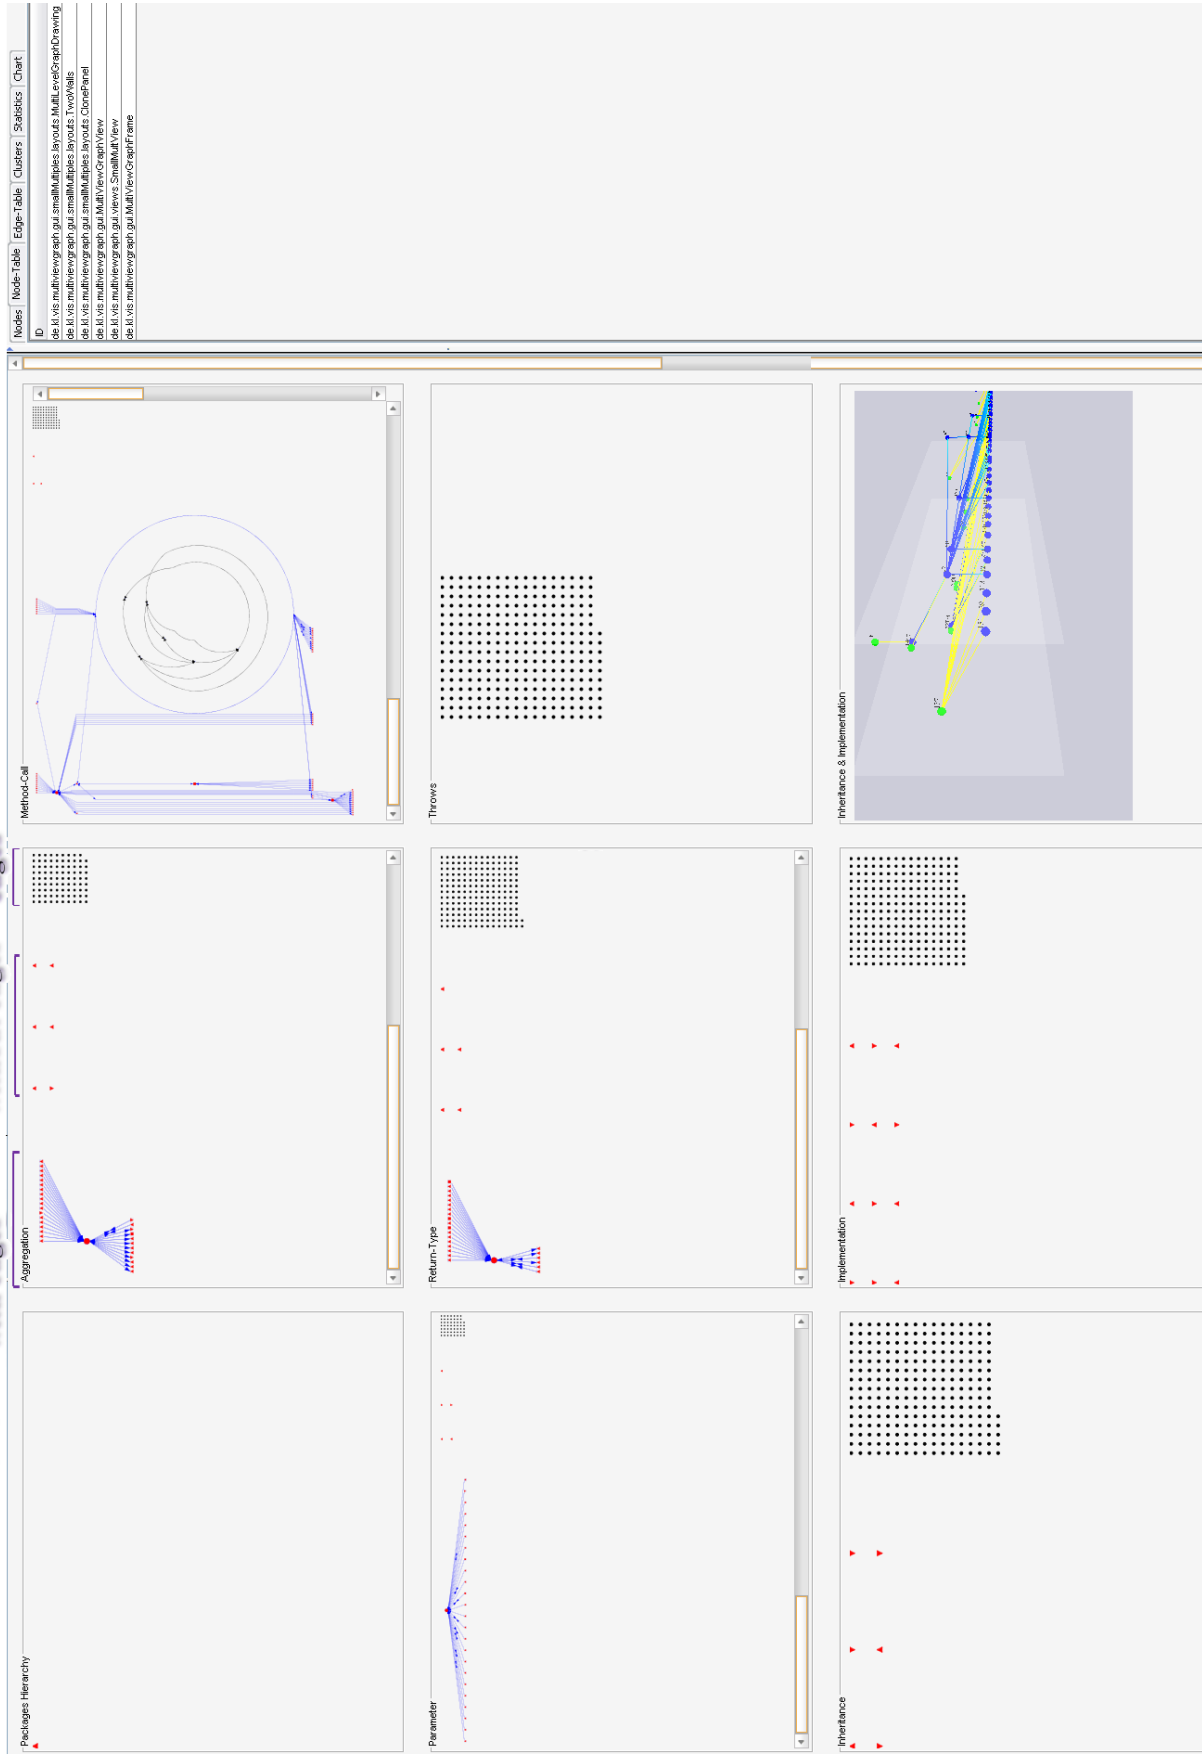 Packages Hierarchy
Aggregation
Method-Call
Nodes Node-Table Edge-Table Clusters Statistics Chart
ID
de.kl.vis.multiviewgraph.gui.smallMultiples.layouts.MultiLevelGraphDrawing
de.kl.vis.multiviewgraph.gui.smallMultiples.layouts.TwoWalls
de.kl.vis.multiviewgraph.gui.smallMultiples.layouts.ClonePanel
de.kl.vis.multiviewgraph.gui.MultiViewGraphView
de.kl.vis.multiviewgraph.gui.views.SmallMultView
de.kl.vis.multiviewgraph.gui.MultiViewGraphFrame
Parameter
Return-Type
Throws
Inheritance
Implementation
Inheritance & Implementation